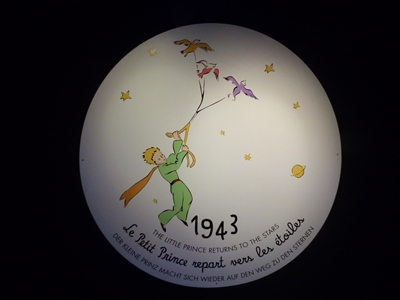 1943
THE LITTLE PRINCE RETURNS TO THE STARS
Le Petit Prince repart vers les étoiles
DER KLEINE PRINZ MACHT SICH WIEDER AUF DEN WEG ZU DEN STERNEN